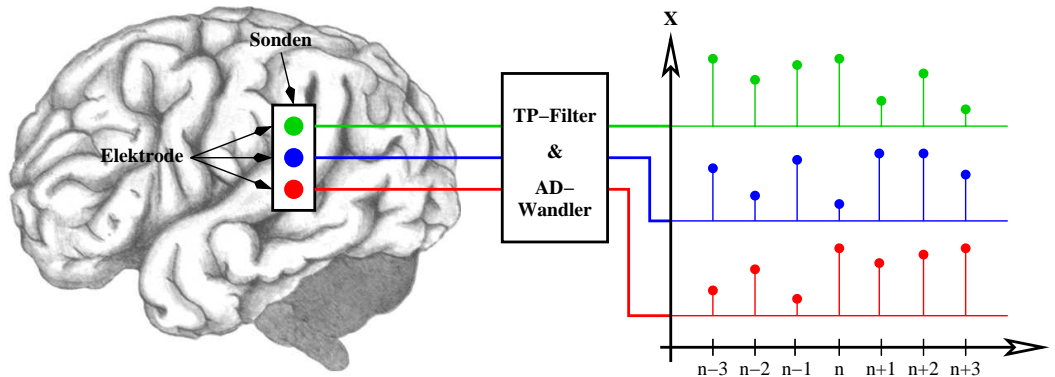 Sonden
Elektrode
TP−Filter
&
AD−
Wandler
X
n−3 n−2 n−1 n n+1 n+2 n+3